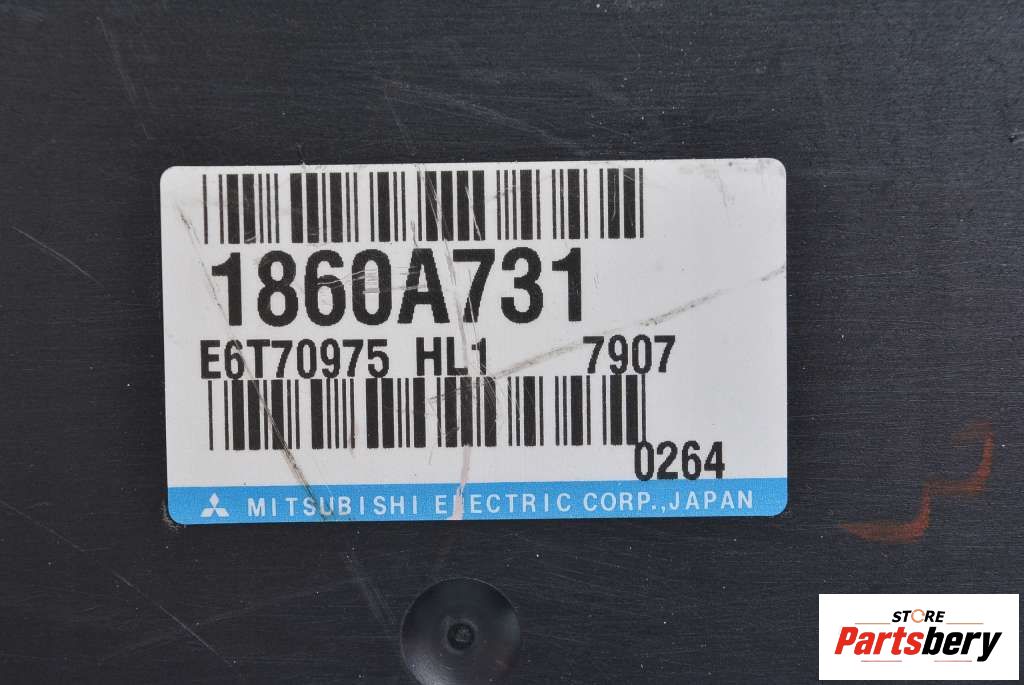 1860A731
E6T70975 HL1 7907
0264
MITSUBISHI ELECTRIC CORP.,JAPAN
STORE
Partsbery